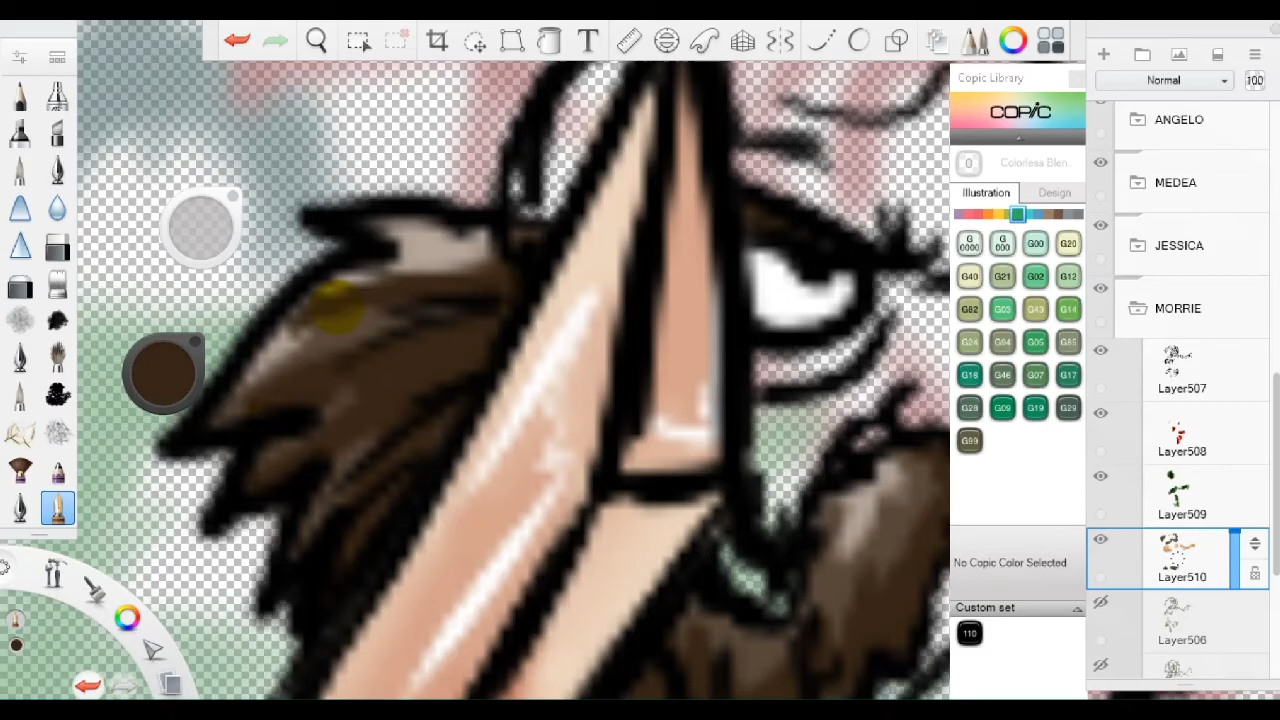 Copic Library
COPIC
0 Colorless Blen..
Illustration Design
G0000 G000 G00 G20
G40 G21 G02 G12
G82 G03 G43 G14
G24 G94 G05 G85
G16 G46 G07 G17
G28 G09 G19 G29
G99
No Copic Color Selected
Custom set
110
Normal 100
ANGELO
MEDEA
JESSICA
MORRIE
Layer507
Layer508
Layer509
Layer510
Layer506